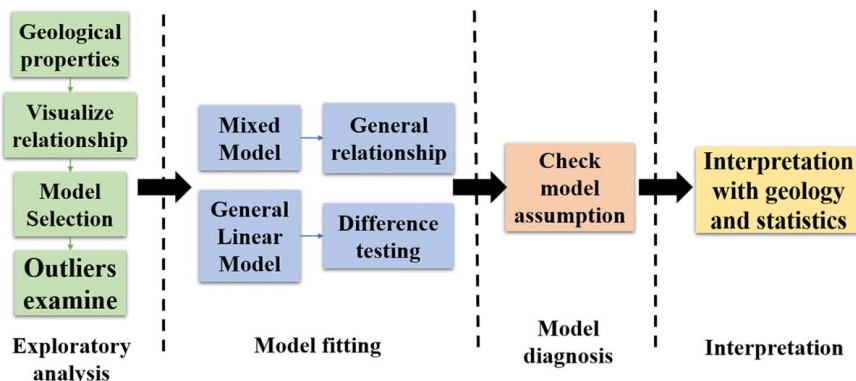 Geological
properties
Visualize
relationship
Model
Selection
Outliers
examine
Exploratory
analysis
Mixed
Model
General
relationship
General
Linear
Model
Difference
testing
Model fitting
Check
model
assumption
Model
diagnosis
Interpretation
with geology
and statistics
Interpretation